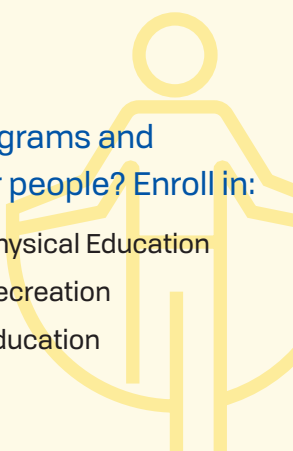 grams and
r people? Enroll in:
hysical Education
ecreation
ducation